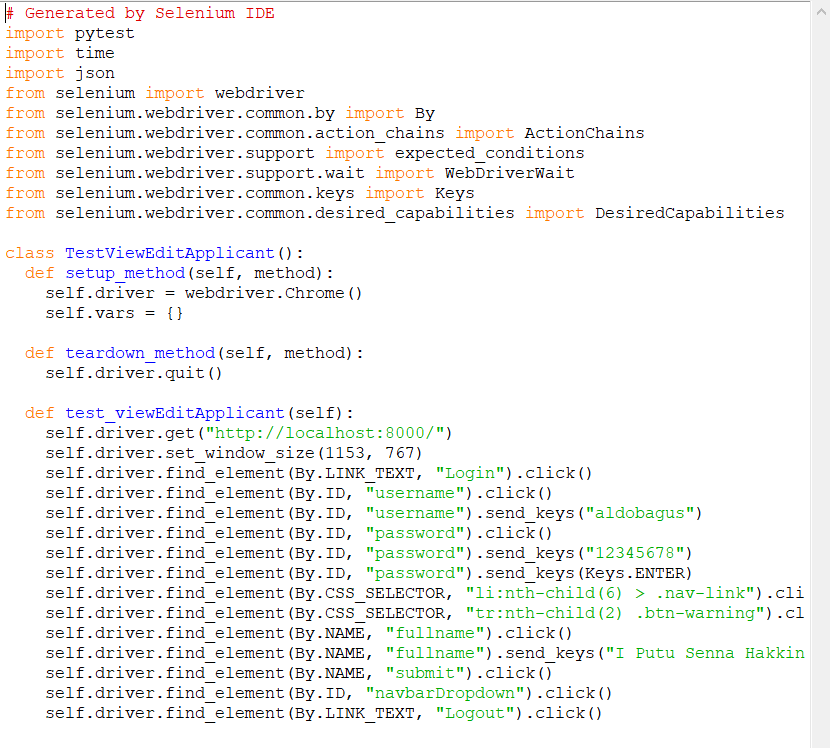 # Generated by Selenium IDE
import pytest
import time
import json
from selenium import webdriver
from selenium.webdriver.common.by import By
from selenium.webdriver.common.action_chains import ActionChains
from selenium.webdriver.support import expected_conditions
from selenium.webdriver.support.wait import WebDriverWait
from selenium.webdriver.common.keys import Keys
from selenium.webdriver.common.desired_capabilities import DesiredCapabilities

class TestViewEditApplicant():
  def setup_method(self, method):
    self.driver = webdriver.Chrome()
    self.vars = {}

  def teardown_method(self, method):
    self.driver.quit()

  def test_viewEditApplicant(self):
    self.driver.get("http://localhost:8000/")
    self.driver.set_window_size(1153, 767)
    self.driver.find_element(By.LINK_TEXT, "Login").click()
    self.driver.find_element(By.ID, "username").click()
    self.driver.find_element(By.ID, "username").send_keys("aldobagus")
    self.driver.find_element(By.ID, "password").click()
    self.driver.find_element(By.ID, "password").send_keys("12345678")
    self.driver.find_element(By.ID, "password").send_keys(Keys.ENTER)
    self.driver.find_element(By.CSS_SELECTOR, "li:nth-child(6) > .nav-link").cli
    self.driver.find_element(By.CSS_SELECTOR, "tr:nth-child(2) .btn-warning").cl
    self.driver.find_element(By.NAME, "fullname").click()
    self.driver.find_element(By.NAME, "fullname").send_keys("I Putu Senna Hakkin
    self.driver.find_element(By.NAME, "submit").click()
    self.driver.find_element(By.ID, "navbarDropdown").click()
    self.driver.find_element(By.LINK_TEXT, "Logout").click()